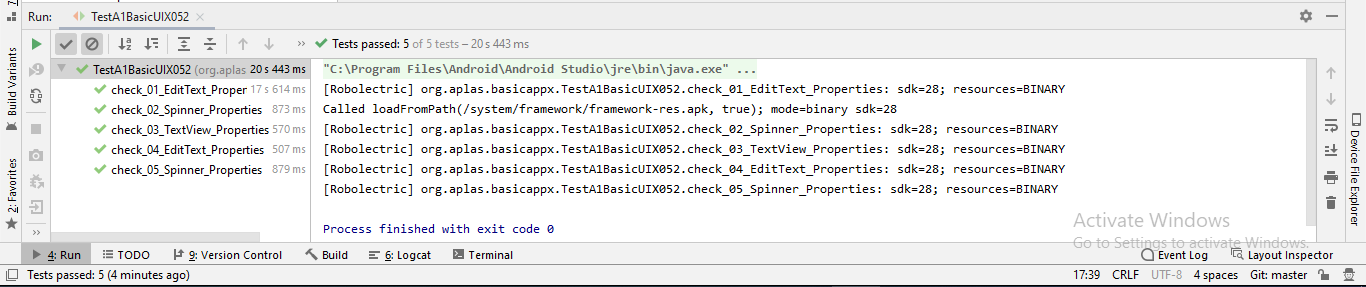 Run:
TestA1BasicUIX052
Tests passed: 5 of 5 tests – 20 s 443 ms
TestA1BasicUIX052 (org.aplas 20 s 443 ms
check_01_EditText_Proper 17 s 614 ms
check_02_Spinner_Properties 873 ms
check_03_TextView_Properties 570 ms
check_04_EditText_Properties 507 ms
check_05_Spinner_Properties 879 ms
"C:\Program Files\Android\Android Studio\jre\bin\java.exe" ...
[Robolectric] org.aplas.basicappx.TestA1BasicUIX052.check_01_EditText_Properties: sdk=28; resources=BINARY
Called loadFromPath(/system/framework/framework-res.apk, true); mode=binary sdk=28
[Robolectric] org.aplas.basicappx.TestA1BasicUIX052.check_02_Spinner_Properties: sdk=28; resources=BINARY
[Robolectric] org.aplas.basicappx.TestA1BasicUIX052.check_03_TextView_Properties: sdk=28; resources=BINARY
[Robolectric] org.aplas.basicappx.TestA1BasicUIX052.check_04_EditText_Properties: sdk=28; resources=BINARY
[Robolectric] org.aplas.basicappx.TestA1BasicUIX052.check_05_Spinner_Properties: sdk=28; resources=BINARY
Process finished with exit code 0
Build Variants
2: Favorites
Device File Explorer
Activate Windows
Go to Settings to activate Windows.
4: Run
TODO
9: Version Control
Build
6: Logcat
Terminal
Event Log
Layout Inspector
Tests passed: 5 (4 minutes ago)
17:39 CRLF UTF-8 4 spaces Git: master